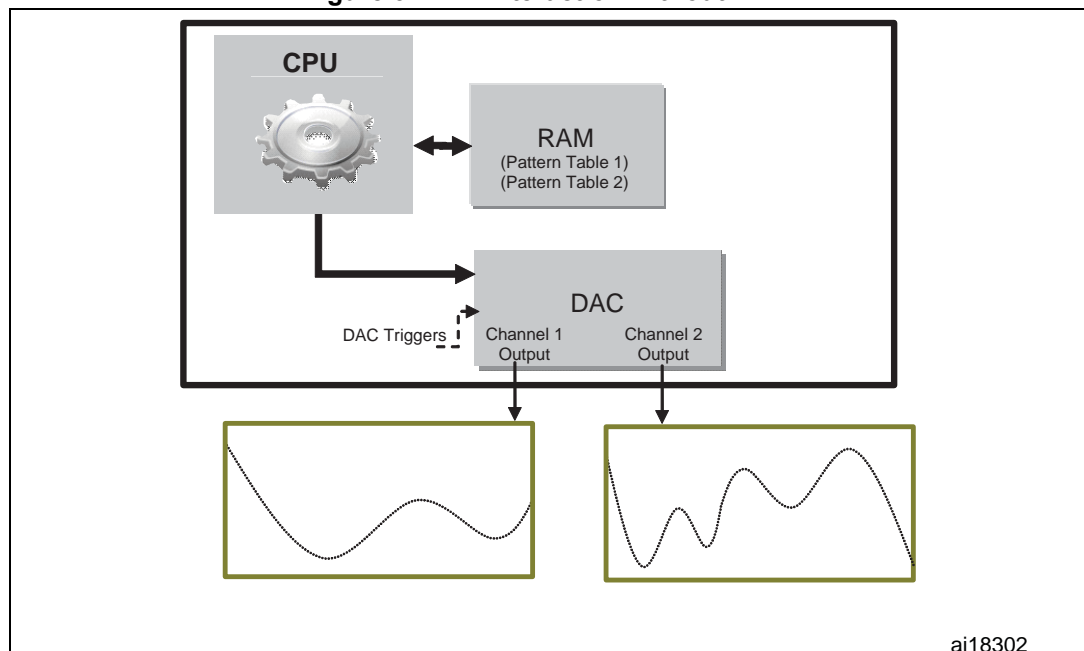 CPU
RAM
(Pattern Table 1)
(Pattern Table 2)
DAC
DAC Triggers
Channel 1
Output
Channel 2
Output
ai18302